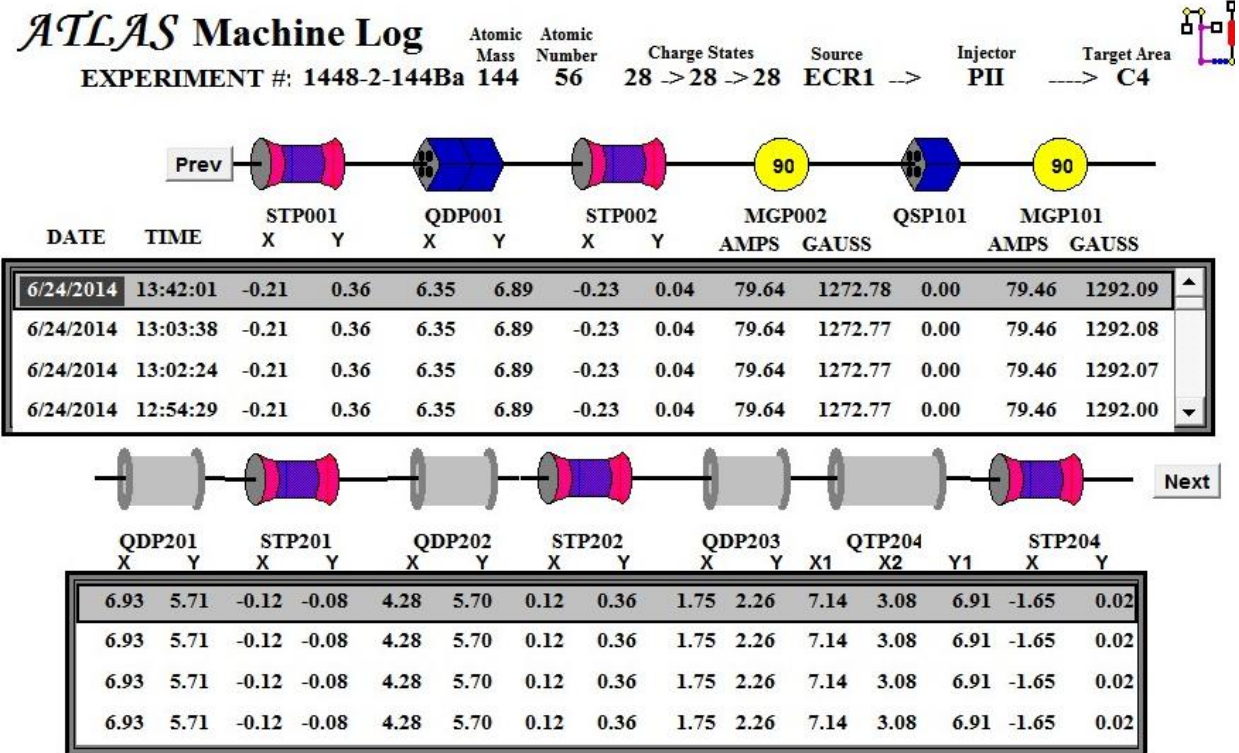 ATLAS Machine Log
Atomic Mass Atomic Number Charge States Source Injector Target Area
EXPERIMENT #: 1448-2-144Ba 144 56 28 -> 28 -> 28 ECR1 --> PII ----> C4
Prev 90 90
STP001 QDP001 STP002 MGP002 QSP101 MGP101
DATE TIME X Y X Y X Y AMPS GAUSS AMPS GAUSS
6/24/2014 13:42:01 -0.21 0.36 6.35 6.89 -0.23 0.04 79.64 1272.78 0.00 79.46 1292.09
6/24/2014 13:03:38 -0.21 0.36 6.35 6.89 -0.23 0.04 79.64 1272.77 0.00 79.46 1292.08
6/24/2014 13:02:24 -0.21 0.36 6.35 6.89 -0.23 0.04 79.64 1272.77 0.00 79.46 1292.07
6/24/2014 12:54:29 -0.21 0.36 6.35 6.89 -0.23 0.04 79.64 1272.77 0.00 79.46 1292.00
Next
QDP201 STP201 QDP202 STP202 QDP203 QTP204 STP204
X Y X Y X Y X Y X Y X1 X2 Y1 X Y
6.93 5.71 -0.12 -0.08 4.28 5.70 0.12 0.36 1.75 2.26 7.14 3.08 6.91 -1.65 0.02
6.93 5.71 -0.12 -0.08 4.28 5.70 0.12 0.36 1.75 2.26 7.14 3.08 6.91 -1.65 0.02
6.93 5.71 -0.12 -0.08 4.28 5.70 0.12 0.36 1.75 2.26 7.14 3.08 6.91 -1.65 0.02
6.93 5.71 -0.12 -0.08 4.28 5.70 0.12 0.36 1.75 2.26 7.14 3.08 6.91 -1.65 0.02